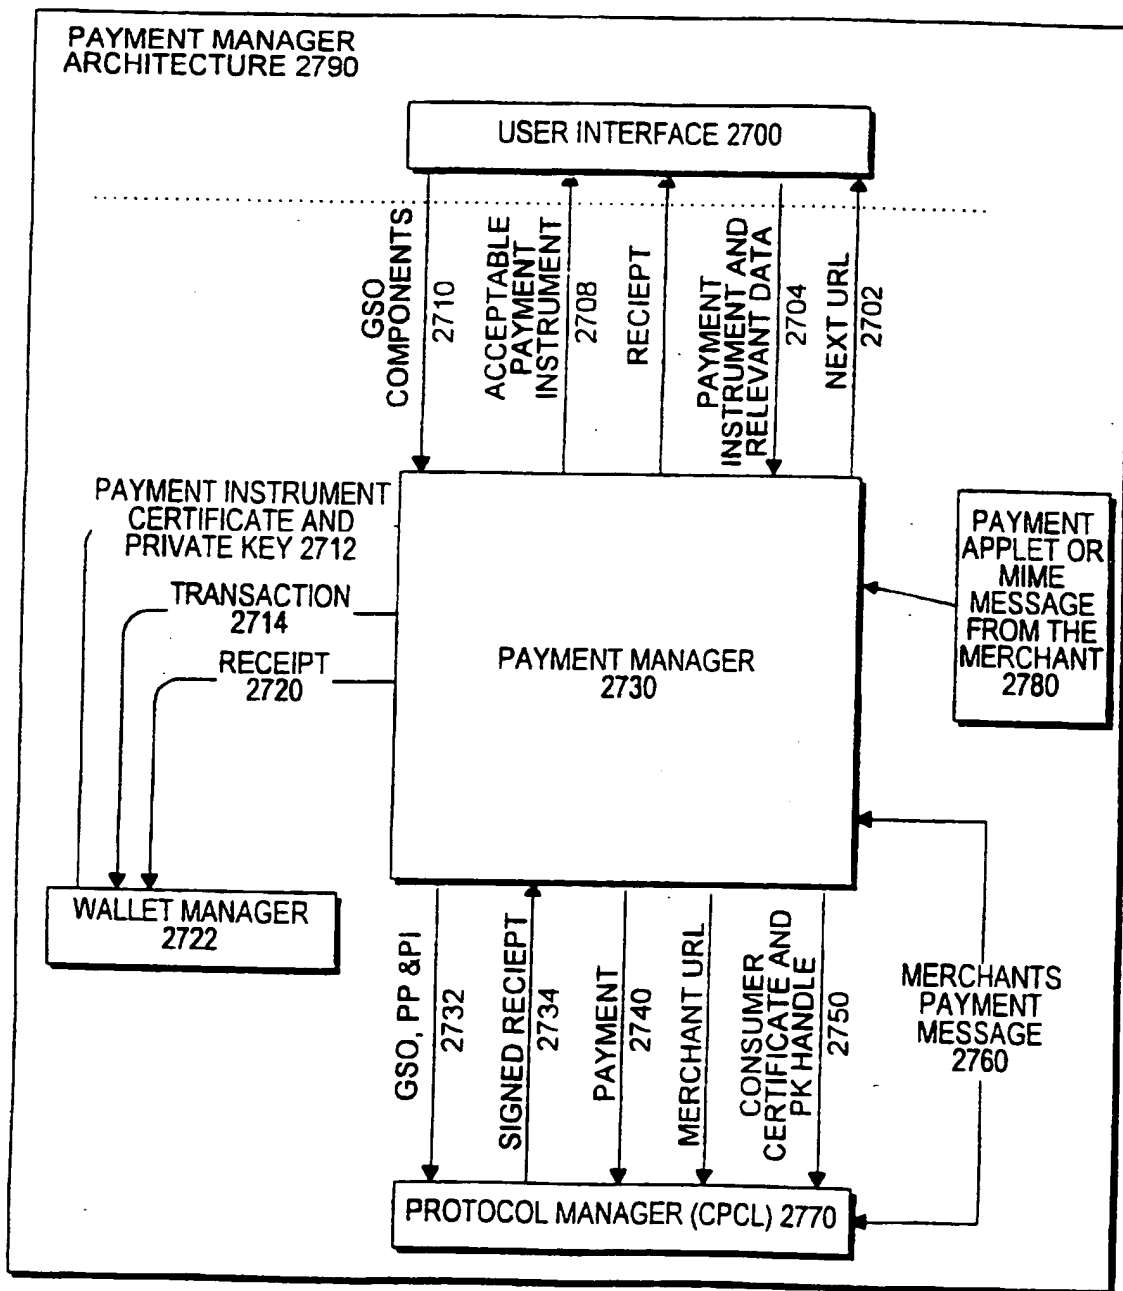 PAYMENT MANAGER
ARCHITECTURE 2790
USER INTERFACE 2700
GSO
COMPONENTS
2710
ACCEPTABLE
PAYMENT
INSTRUMENT
2708
RECIEPT
PAYMENT
INSTRUMENT AND
RELEVANT DATA
2704
NEXT URL
2702
PAYMENT INSTRUMENT
CERTIFICATE AND
PRIVATE KEY 2712
TRANSACTION
2714
RECEIPT
2720
PAYMENT MANAGER
2730
PAYMENT
APPLET OR
MIME
MESSAGE
FROM THE
MERCHANT
2780
WALLET MANAGER
2722
GSO, PP &PI
2732
SIGNED RECIEPT
2734
PAYMENT
2740
MERCHANT URL
CONSUMER
CERTIFICATE AND
PK HANDLE
2750
MERCHANTS
PAYMENT
MESSAGE
2760
PROTOCOL MANAGER (CPCL) 2770